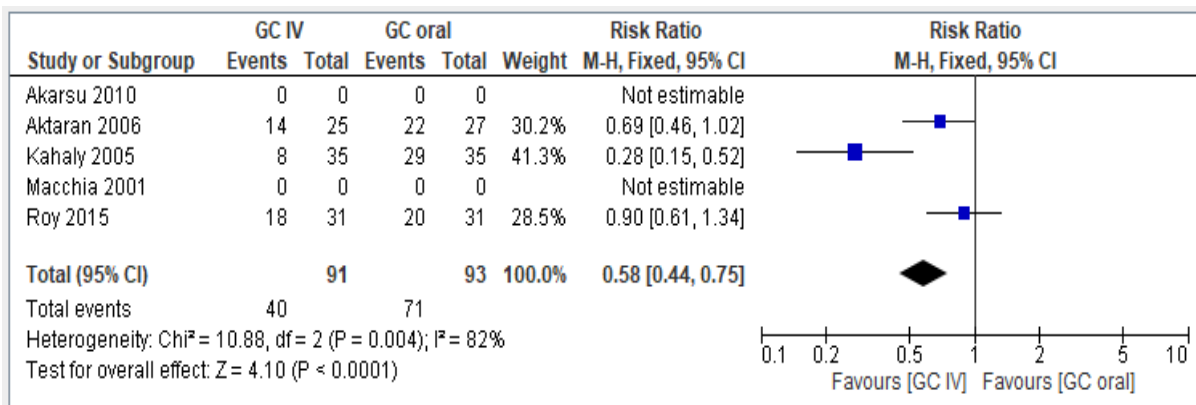 GC IV GC oral Risk Ratio Risk Ratio
Study or Subgroup Events Total Events Total Weight M-H, Fixed, 95% CI M-H, Fixed, 95% CI
Akarsu 2010 0 0 0 0 Not estimable
Aktaran 2006 14 25 22 27 30.2% 0.69 [0.46, 1.02]
Kahaly 2005 8 35 29 35 41.3% 0.28 [0.15, 0.52]
Macchia 2001 0 0 0 0 Not estimable
Roy 2015 18 31 20 31 28.5% 0.90 [0.61, 1.34]
Total (95% CI) 91 93 100.0% 0.58 [0.44, 0.75]
Total events 40 71
Heterogeneity: Chi² = 10.88, df = 2 (P = 0.004); I² = 82%
Test for overall effect: Z = 4.10 (P < 0.0001)
0.1 0.2 0.5 1 2 5 10
Favours [GC IV] Favours [GC oral]